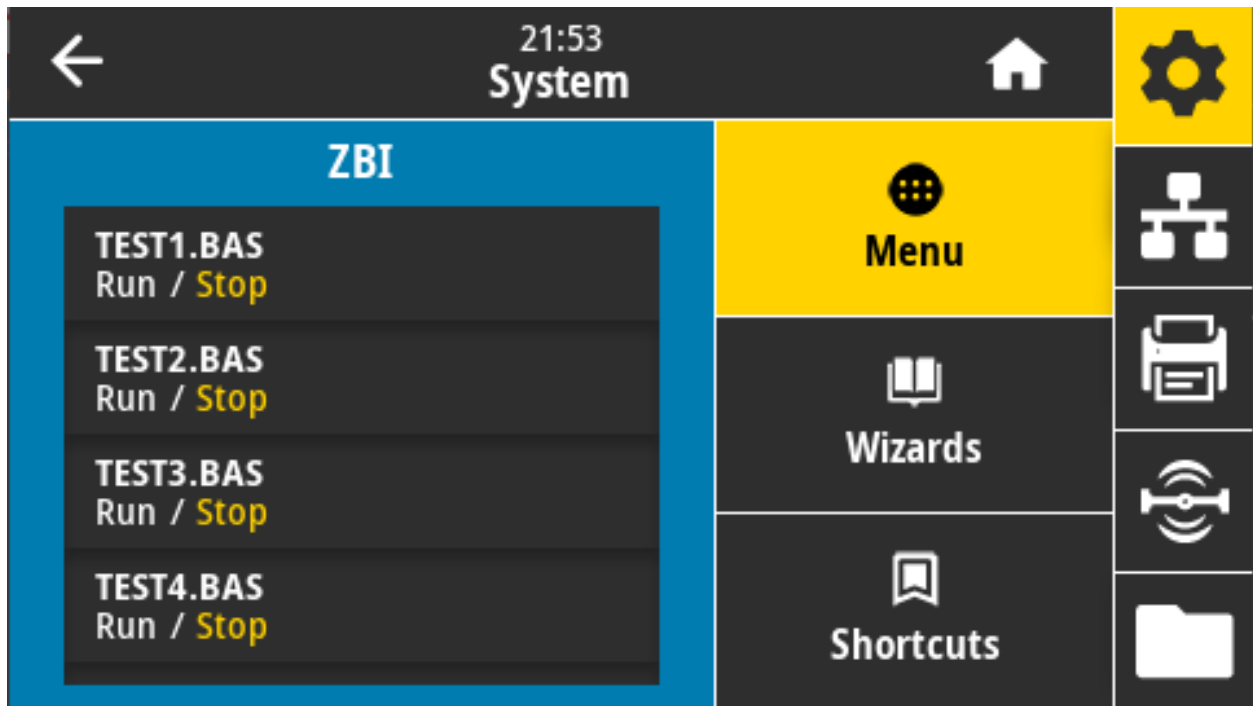 21:53
System
ZBI
TEST1.BAS
Run / Stop
TEST2.BAS
Run / Stop
TEST3.BAS
Run / Stop
TEST4.BAS
Run / Stop
Menu
Wizards
Shortcuts